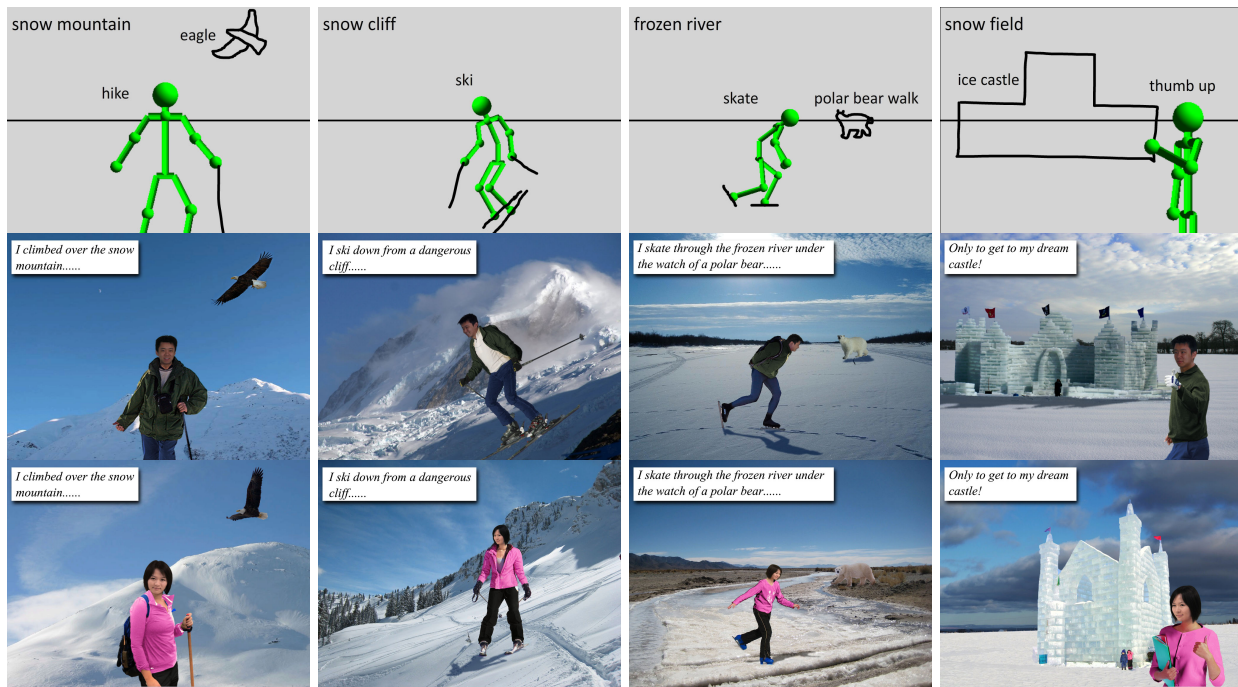 snow mountain
eagle
hike
snow cliff
ski
frozen river
skate
polar bear walk
snow field
ice castle
thumb up
I climbed over the snow
mountain......
I ski down from a dangerous
cliff......
I skate through the frozen river under
the watch of a polar bear......
Only to get to my dream
castle!
I climbed over the snow
mountain......
I ski down from a dangerous
cliff......
I skate through the frozen river under
the watch of a polar bear......
Only to get to my dream
castle!